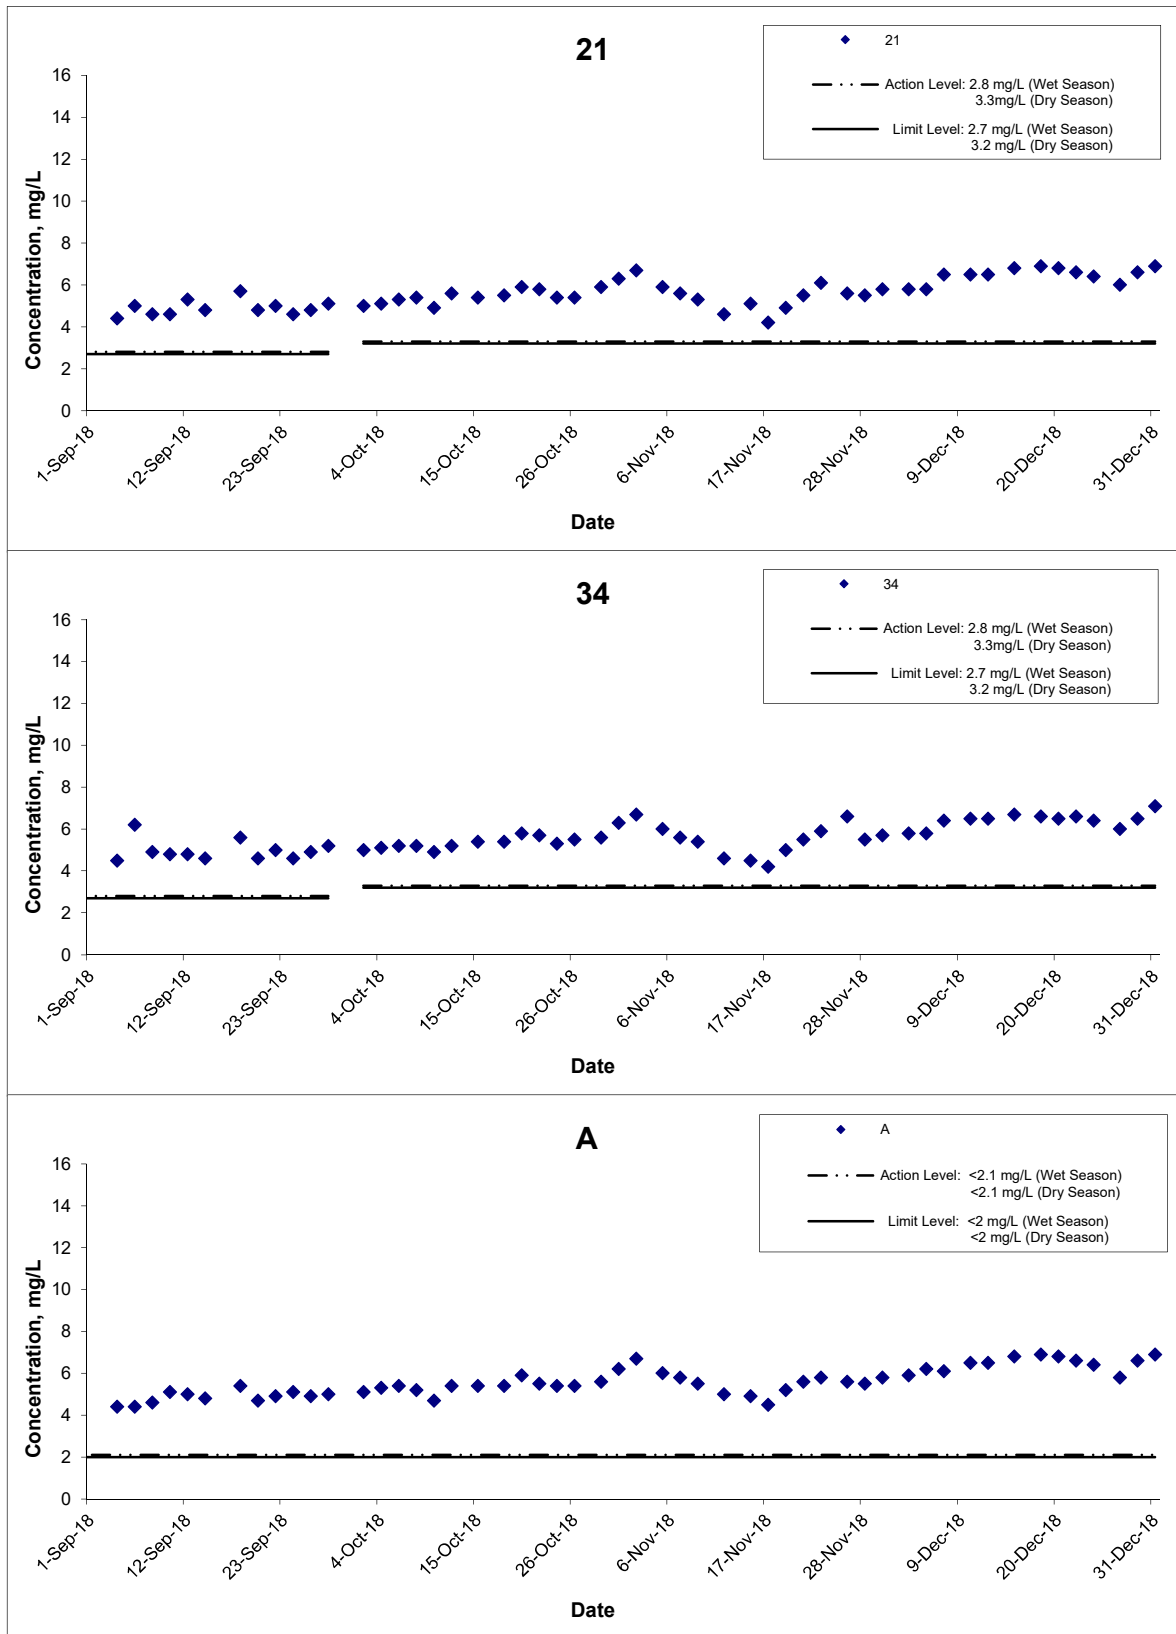 21
21
Action Level: 2.8 mg/L (Wet Season)
3.3mg/L (Dry Season)
Limit Level: 2.7 mg/L (Wet Season)
3.2 mg/L (Dry Season)
Concentration, mg/L
16
14
12
10
8
6
4
2
0
1-Sep-18
12-Sep-18
23-Sep-18
4-Oct-18
15-Oct-18
26-Oct-18
6-Nov-18
17-Nov-18
28-Nov-18
9-Dec-18
20-Dec-18
31-Dec-18
Date
34
34
Action Level: 2.8 mg/L (Wet Season)
3.3mg/L (Dry Season)
Limit Level: 2.7 mg/L (Wet Season)
3.2 mg/L (Dry Season)
Concentration, mg/L
16
14
12
10
8
6
4
2
0
1-Sep-18
12-Sep-18
23-Sep-18
4-Oct-18
15-Oct-18
26-Oct-18
6-Nov-18
17-Nov-18
28-Nov-18
9-Dec-18
20-Dec-18
31-Dec-18
Date
A
A
Action Level: <2.1 mg/L (Wet Season)
<2.1 mg/L (Dry Season)
Limit Level: <2 mg/L (Wet Season)
<2 mg/L (Dry Season)
Concentration, mg/L
16
14
12
10
8
6
4
2
0
1-Sep-18
12-Sep-18
23-Sep-18
4-Oct-18
15-Oct-18
26-Oct-18
6-Nov-18
17-Nov-18
28-Nov-18
9-Dec-18
20-Dec-18
31-Dec-18
Date